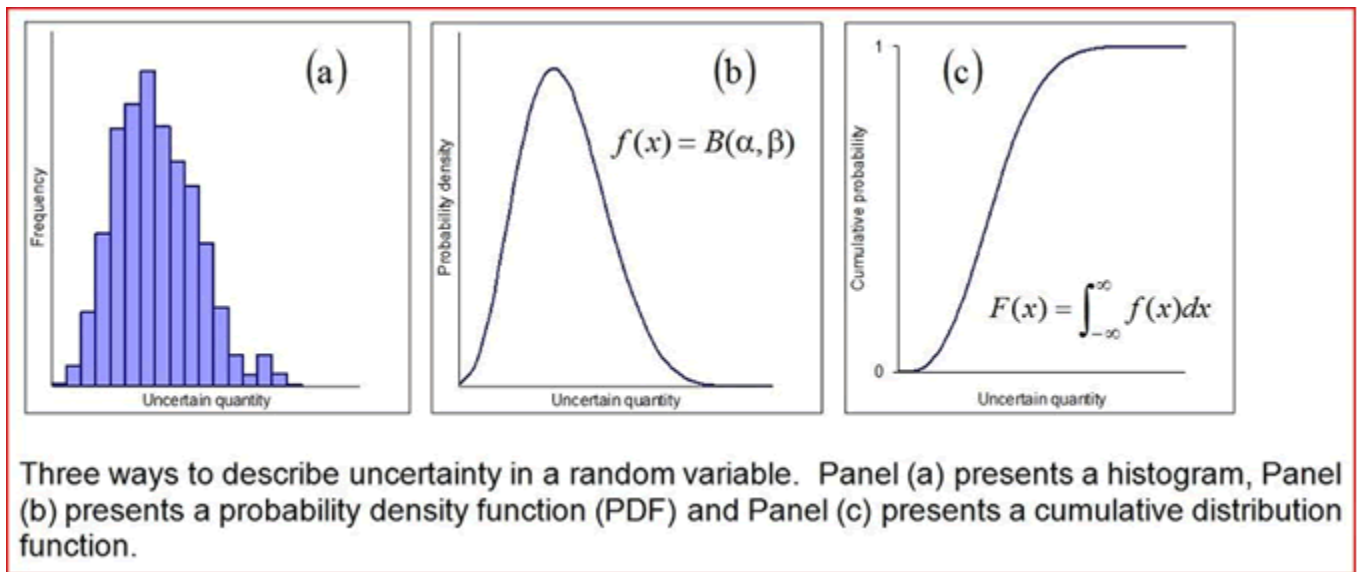 (a)
Frequency
Uncertain quantity
(b)
f(x) = B(α,β)
Probability density
Uncertain quantity
(c)
1
Cumulative probability
F(x) = ∫_{-∞}^{∞} f(x)dx
0
Uncertain quantity
Three ways to describe uncertainty in a random variable.  Panel (a) presents a histogram, Panel
(b) presents a probability density function (PDF) and Panel (c) presents a cumulative distribution
function.